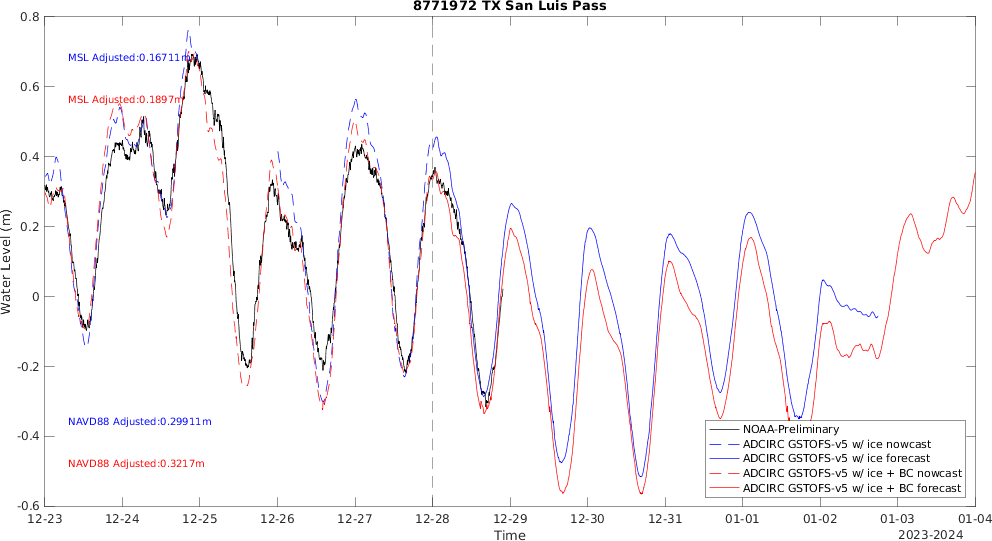 8771972 TX San Luis Pass
0.8
0.6
0.4
0.2
0
-0.2
-0.4
-0.6
Water Level (m)
MSL Adjusted:0.16711m
MSL Adjusted:0.1897m
NAVD88 Adjusted:0.29911m
NAVD88 Adjusted:0.3217m
NOAA-Preliminary
ADCIRC GSTOFS-v5 w/ ice nowcast
ADCIRC GSTOFS-v5 w/ ice forecast
ADCIRC GSTOFS-v5 w/ ice + BC nowcast
ADCIRC GSTOFS-v5 w/ ice + BC forecast
12-23 12-24 12-25 12-26 12-27 12-28 12-29 12-30 12-31 01-01 01-02 01-03 01-04
Time
2023-2024